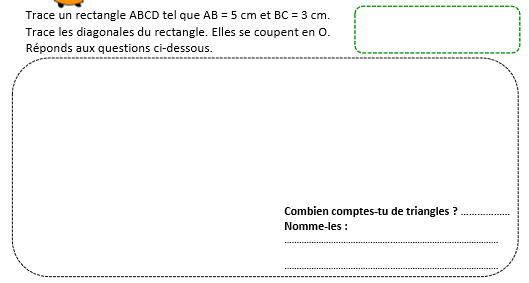 Trace un rectangle ABCD tel que AB = 5 cm et BC = 3 cm.
Trace les diagonales du rectangle. Elles se coupent en O.
Réponds aux questions ci-dessous.
Combien comptes-tu de triangles ? ..................
Nomme-les :
................................................................................
................................................................................